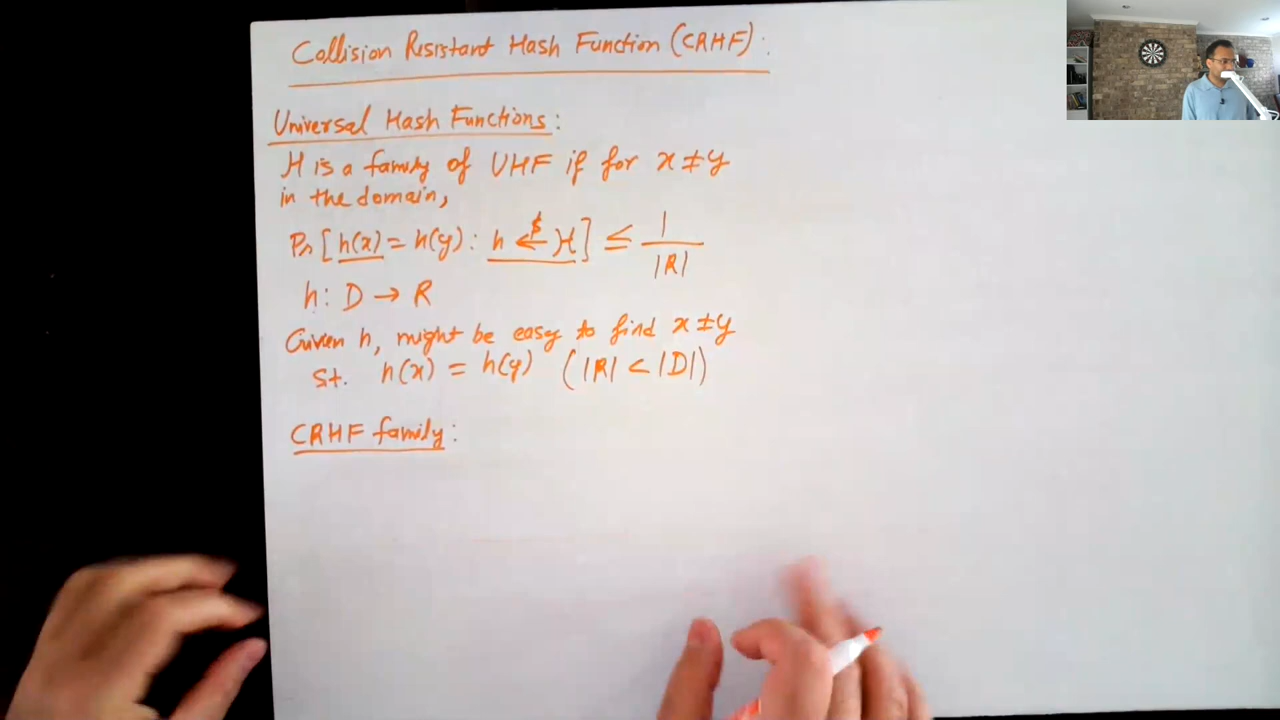 Collision Resistant Hash Function (CRHF):
Universal Hash Functions:
H is a family of UHF if for x ≠ y
in the domain,
Pr [h(x) = h(y) : h ←$ H] ≤ 1/|R|
h: D → R
Given h, might be easy to find x ≠ y
St. h(x) = h(y) (|R| < |D|)
CRHF family: